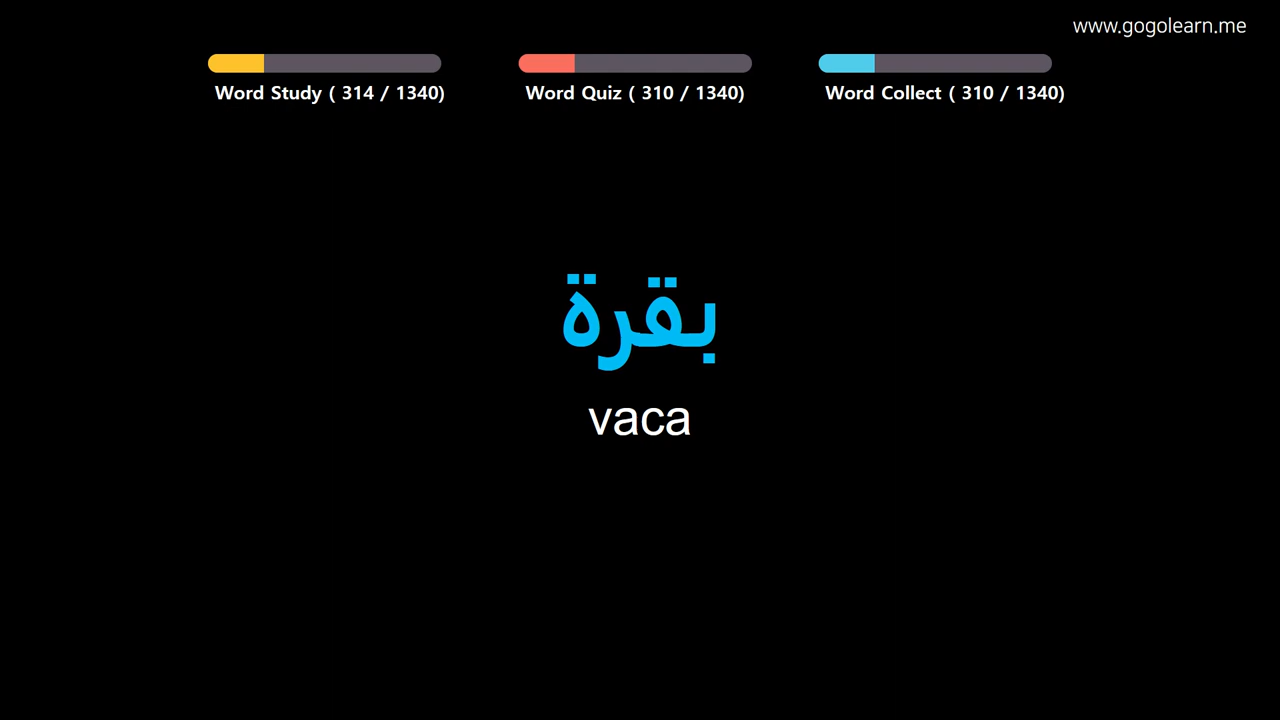 www.gogolearn.me
Word Study ( 314 / 1340)
Word Quiz ( 310 / 1340)
Word Collect ( 310 / 1340)
بقرة
vaca